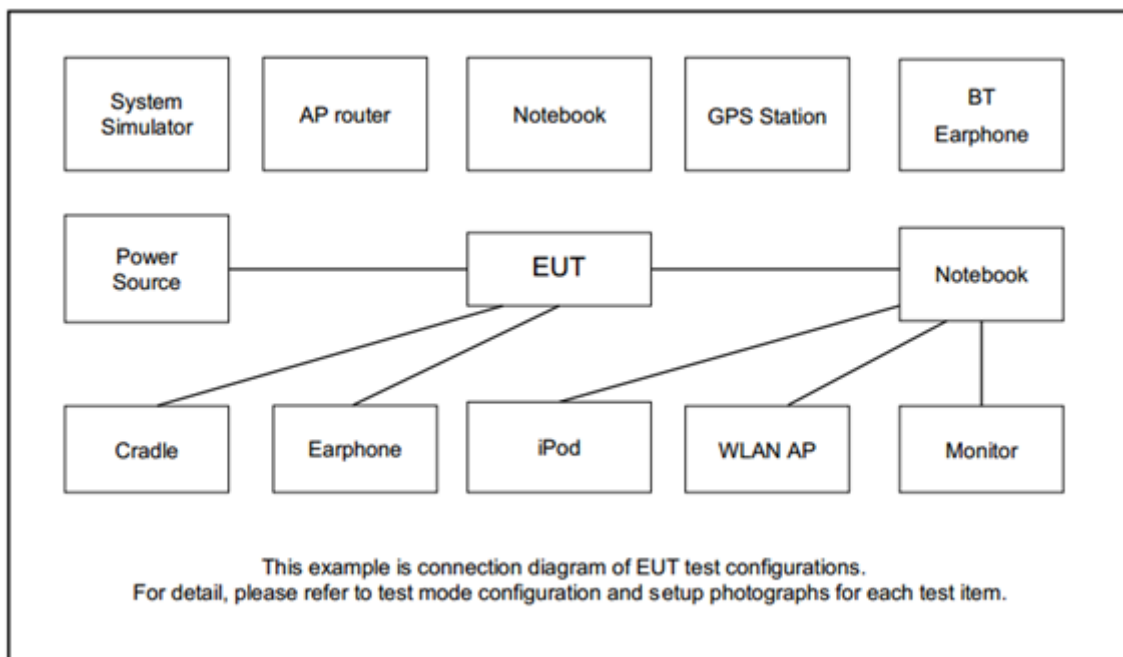 System
Simulator
AP router
Notebook
GPS Station
BT
Earphone
Power
Source
EUT
Notebook
Cradle
Earphone
iPod
WLAN AP
Monitor
This example is connection diagram of EUT test configurations.
For detail, please refer to test mode configuration and setup photographs for each test item.